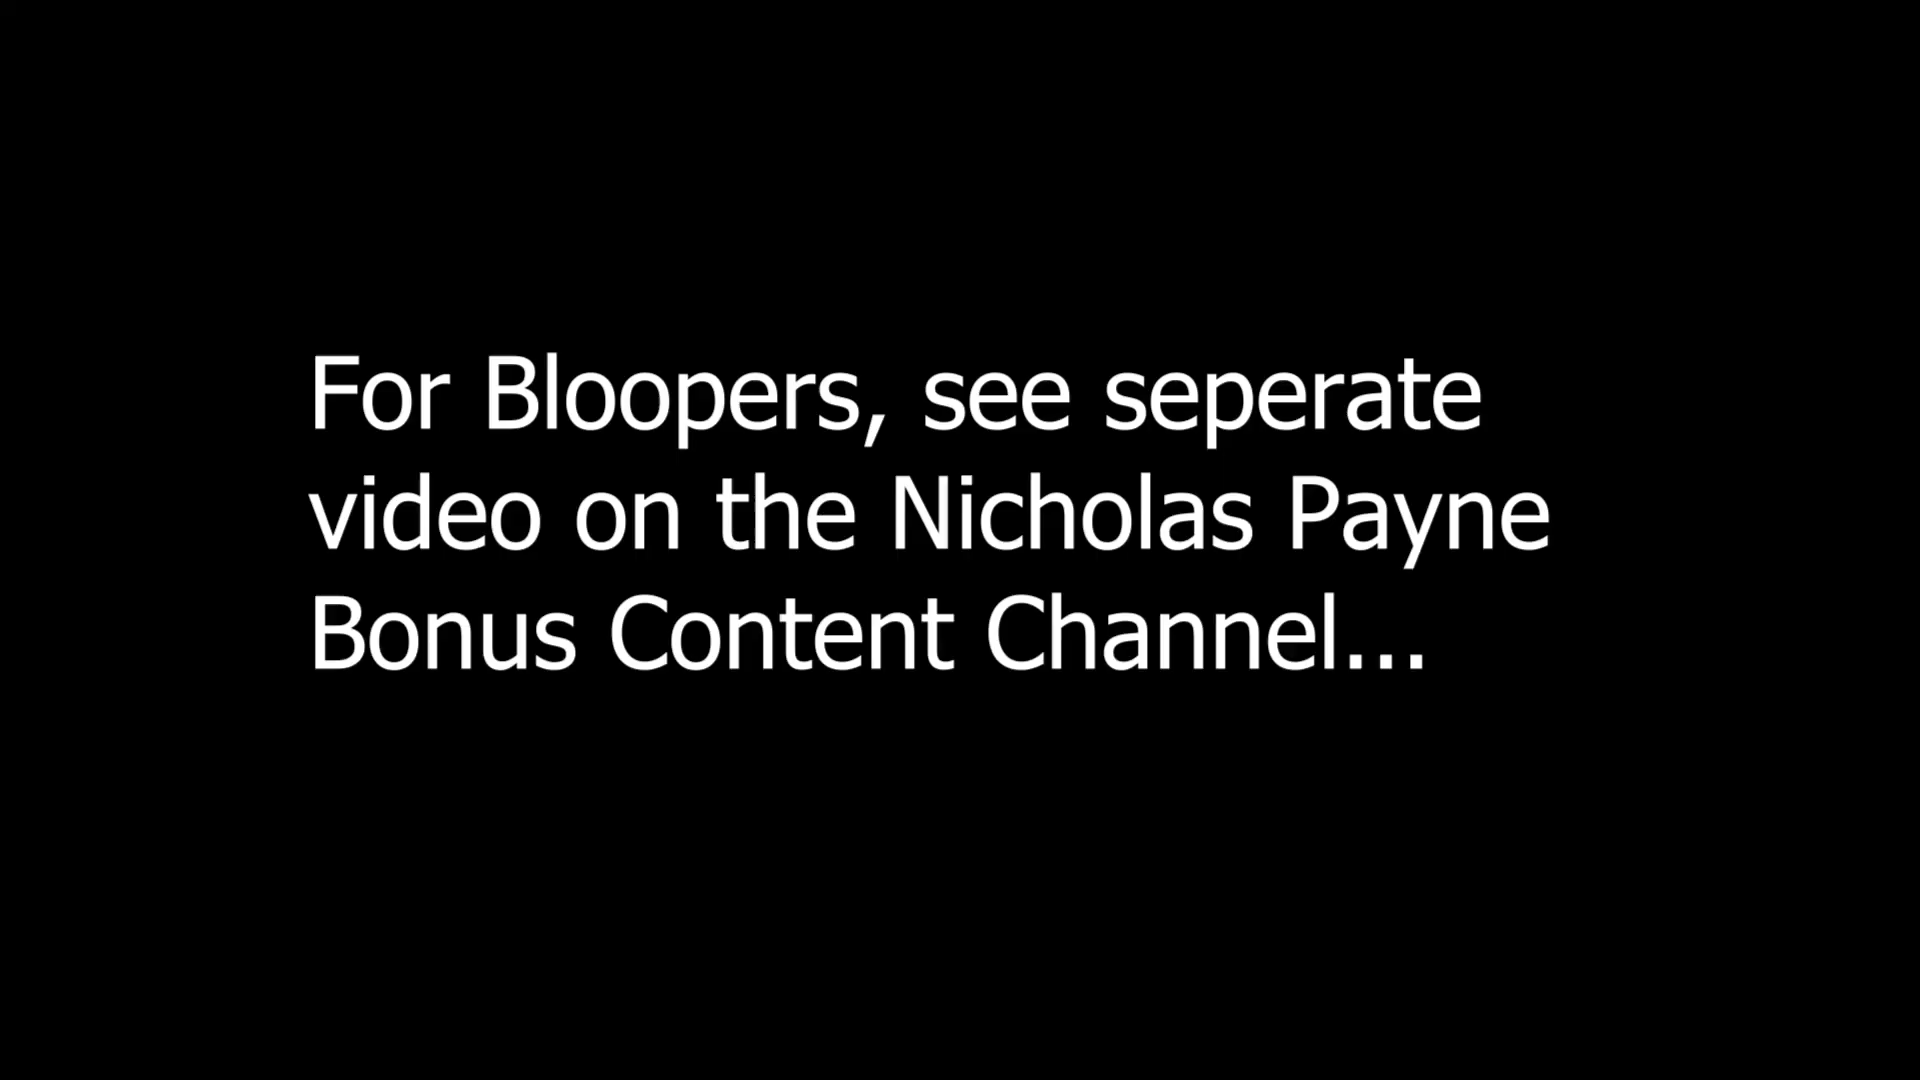 For Bloopers, see seperate
video on the Nicholas Payne
Bonus Content Channel...